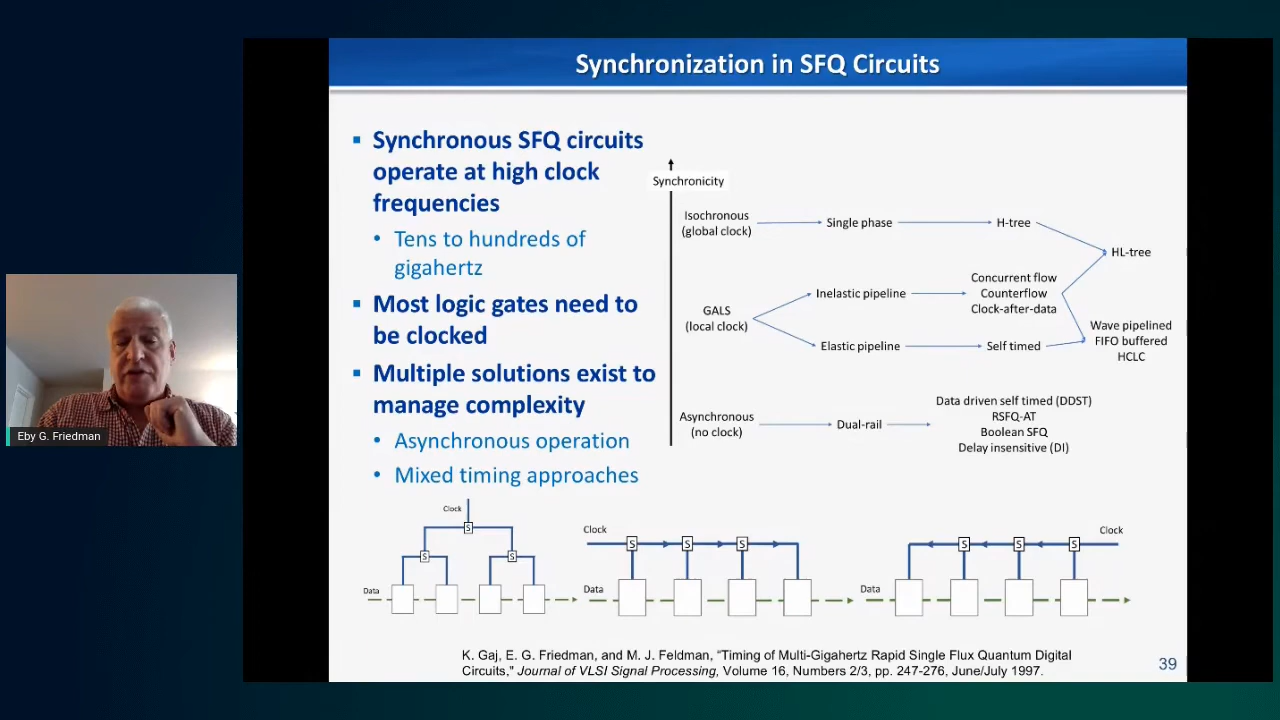 Synchronization in SFQ Circuits
▪ Synchronous SFQ circuits
operate at high clock
frequencies
• Tens to hundreds of
gigahertz
▪ Most logic gates need to
be clocked
▪ Multiple solutions exist to
manage complexity
• Asynchronous operation
• Mixed timing approaches
Synchronicity
Isochronous
(global clock)
Single phase
H-tree
HL-tree
GALS
(local clock)
Inelastic pipeline
Concurrent flow
Counterflow
Clock-after-data
Elastic pipeline
Self timed
Wave pipelined
FIFO buffered
HCLC
Asynchronous
(no clock)
Dual-rail
Data driven self timed (DDST)
RSFQ-AT
Boolean SFQ
Delay insensitive (DI)
Eby G. Friedman
Clock
S
S
S
Data
Clock
S
S
S
Data
Clock
S
S
S
Data
K. Gaj, E. G. Friedman, and M. J. Feldman, "Timing of Multi-Gigahertz Rapid Single Flux Quantum Digital
Circuits," Journal of VLSI Signal Processing, Volume 16, Numbers 2/3, pp. 247-276, June/July 1997.
39